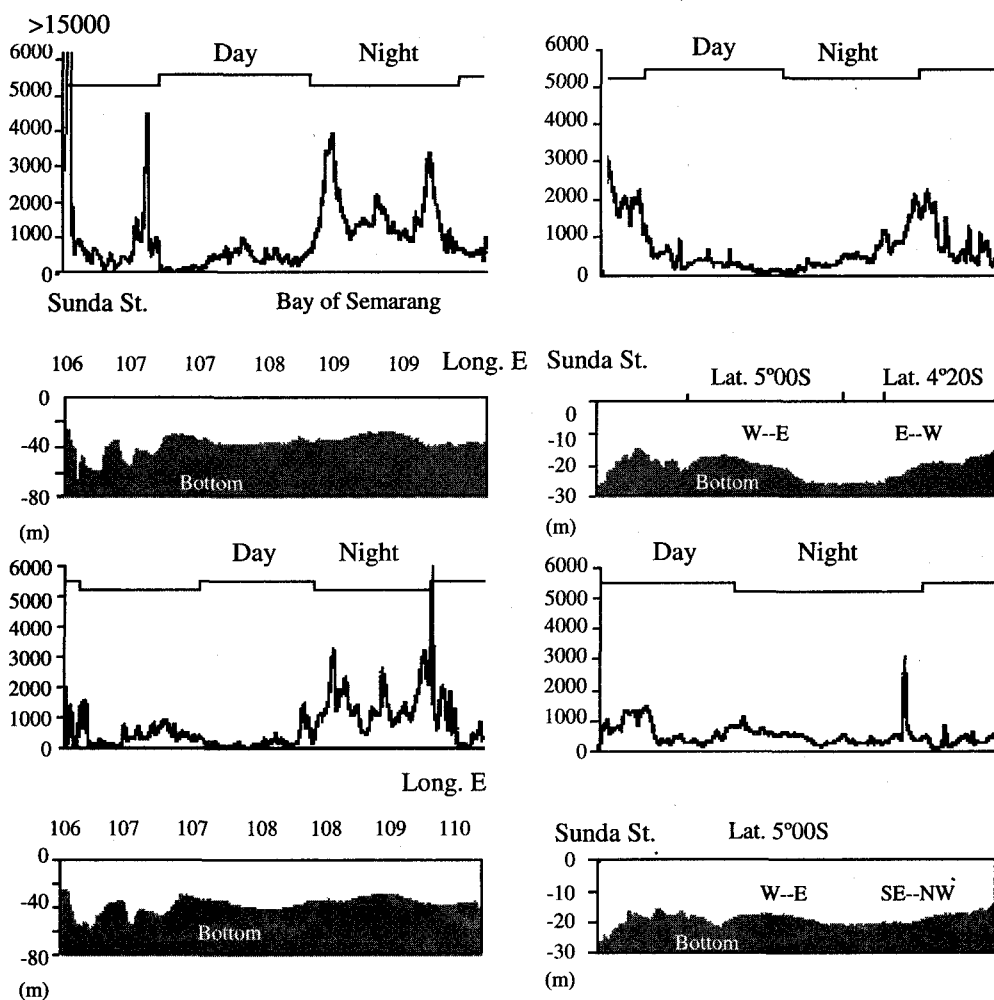 >15000
6000
5000
4000
3000
2000
1000
0
Day Night
Sunda St. Bay of Semarang
106 107 107 108 109 109 Long. E
0
-40
-80
(m)
Bottom
6000
5000
4000
3000
2000
1000
0
Day Night
Sunda St.
Lat. 5°00S Lat. 4°20S
0
-10
-20
-30
(m)
W--E E--W
Bottom
6000
5000
4000
3000
2000
1000
0
Day Night
Long. E
106 107 107 108 108 109 110
0
-40
-80
(m)
Bottom
6000
5000
4000
3000
2000
1000
0
Day Night
Sunda St. Lat. 5°00S
0
-10
-20
-30
(m)
W--E SE--NW
Bottom